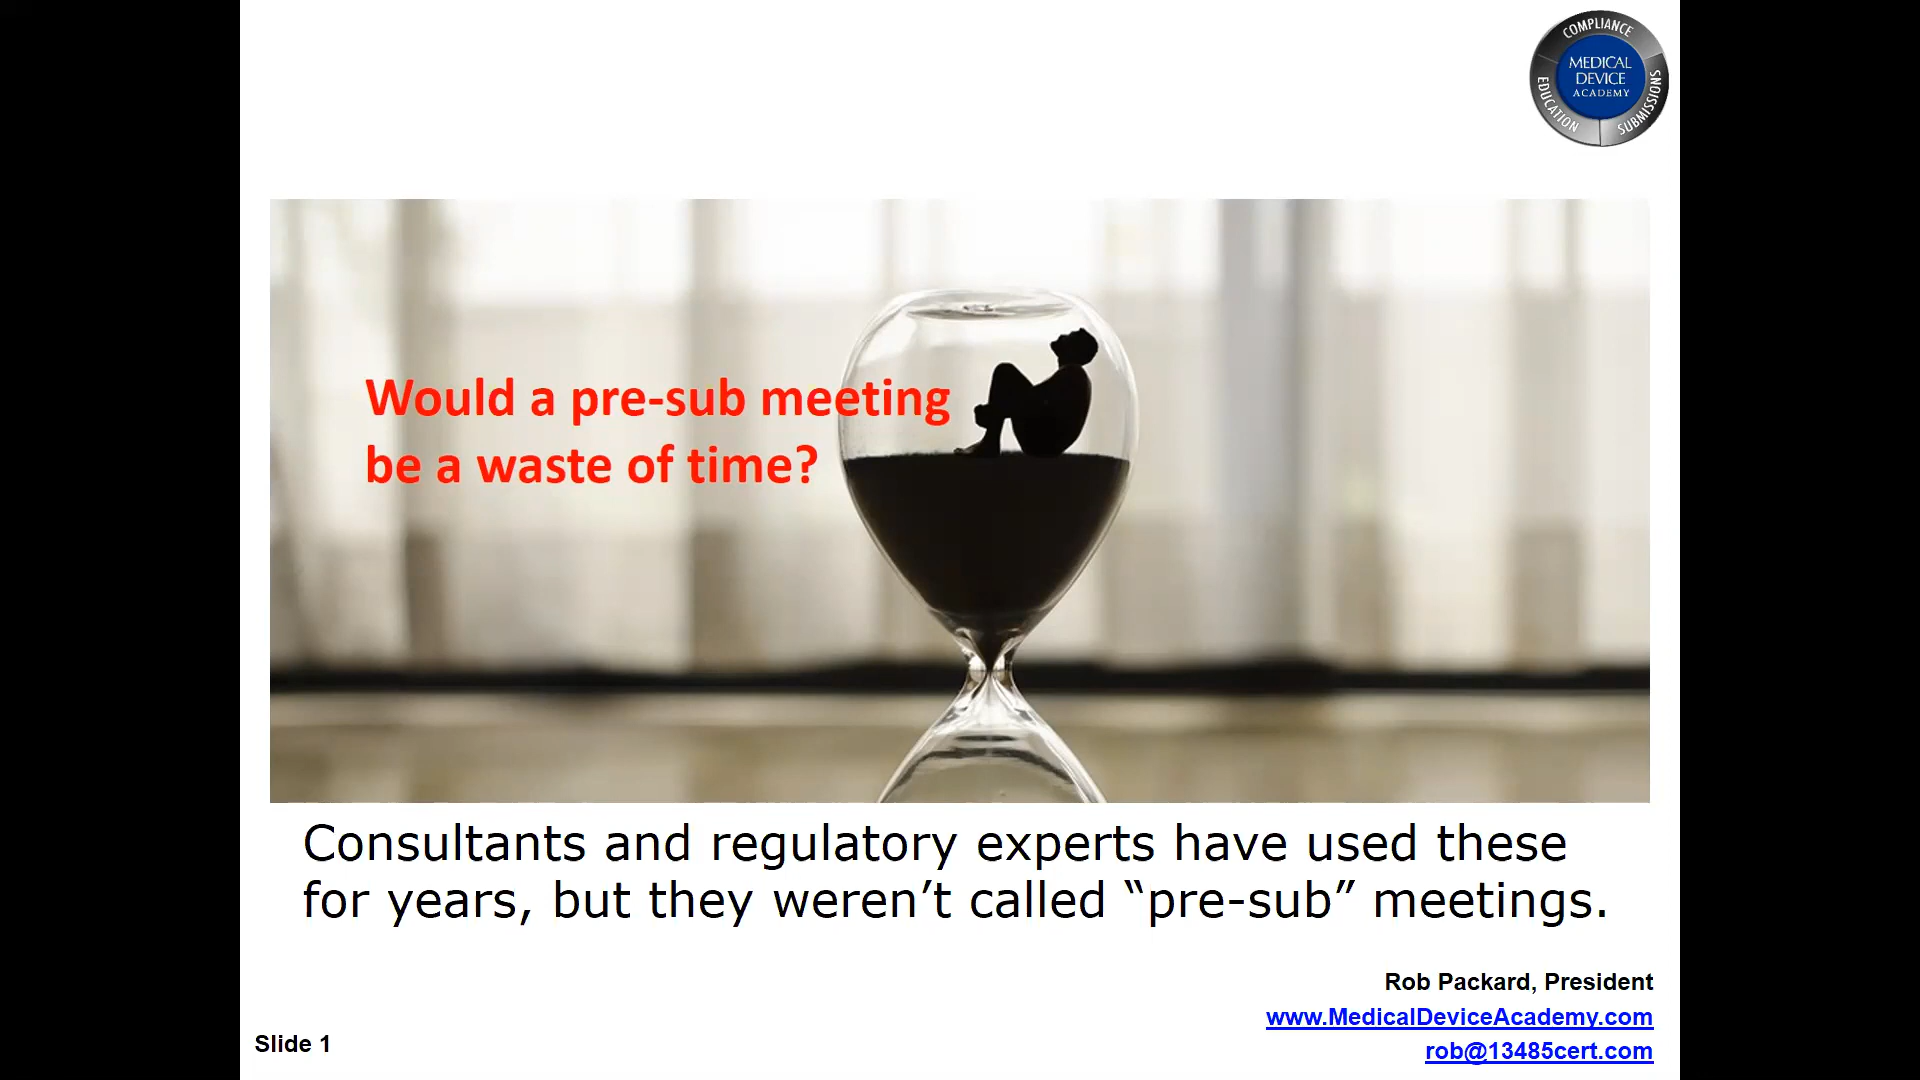 COMPLIANCE
MEDICAL
DEVICE
ACADEMY
EDUCATION
SUBMISSIONS
Would a pre-sub meeting
be a waste of time?
Consultants and regulatory experts have used these
for years, but they weren’t called “pre-sub” meetings.
Rob Packard, President
www.MedicalDeviceAcademy.com
Slide 1
rob@13485cert.com